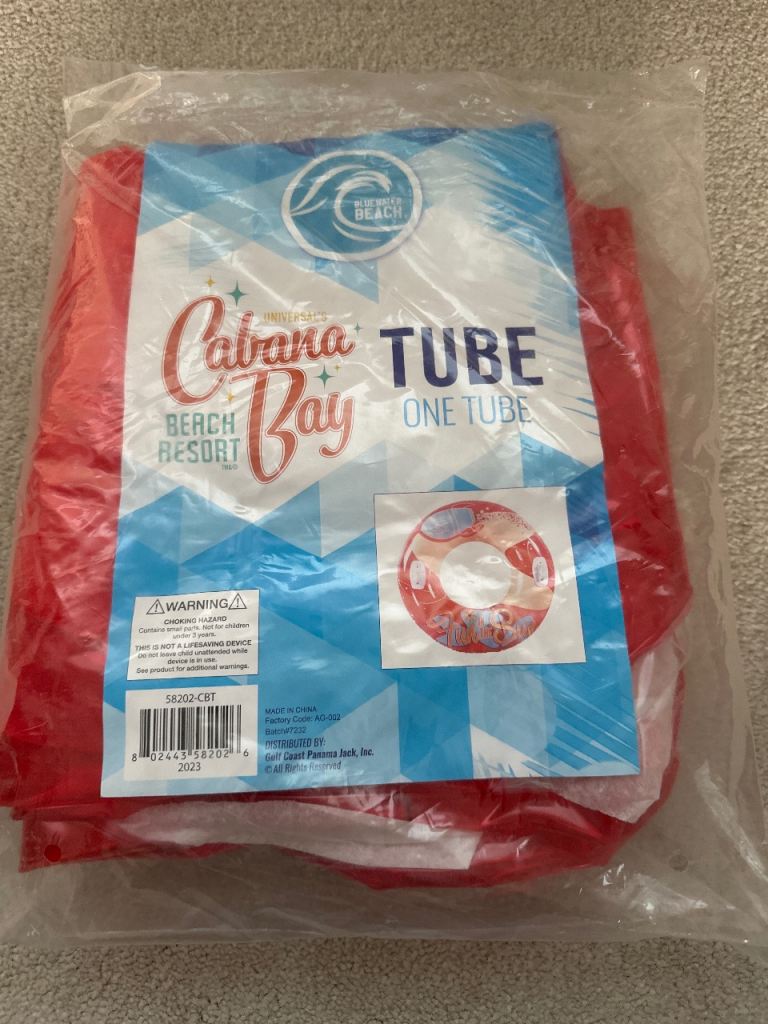 BLUEWATER
BEACH
UNIVERSAL'S
Cabana
Bay
BEACH
RESORT
TUBE
ONE TUBE
WARNING
CHOKING HAZARD
Contains small parts. Not for children
under 3 years.
THIS IS NOT A LIFESAVING DEVICE
Do not leave child unattended while
device is in use.
See product for additional warnings.
58202-CBT
8 02443 58202 6
2023
MADE IN CHINA
Factory Code: AG-002
Batch#7232
DISTRIBUTED BY:
Gulf Coast Panama Jack, Inc.
© All Rights Reserved